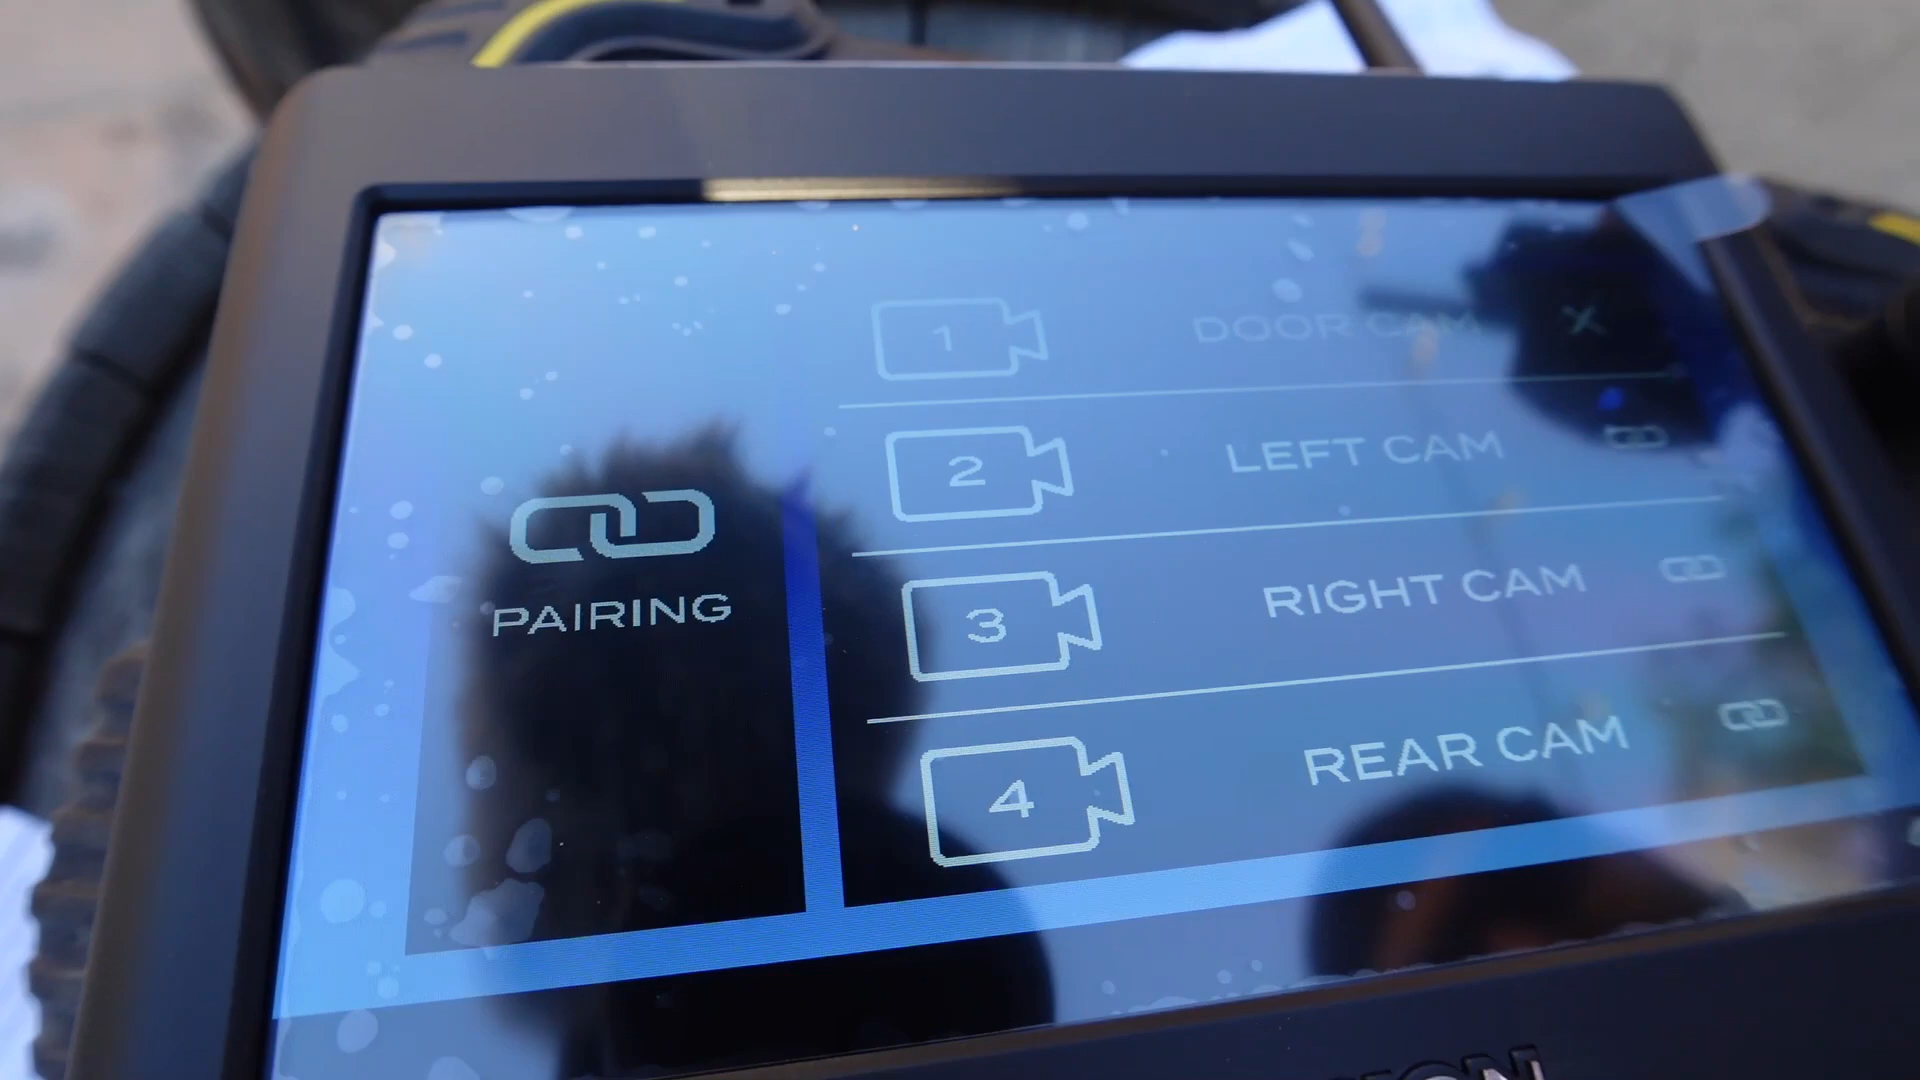 PAIRING
1 DOOR CAM X
2 LEFT CAM
3 RIGHT CAM
4 REAR CAM